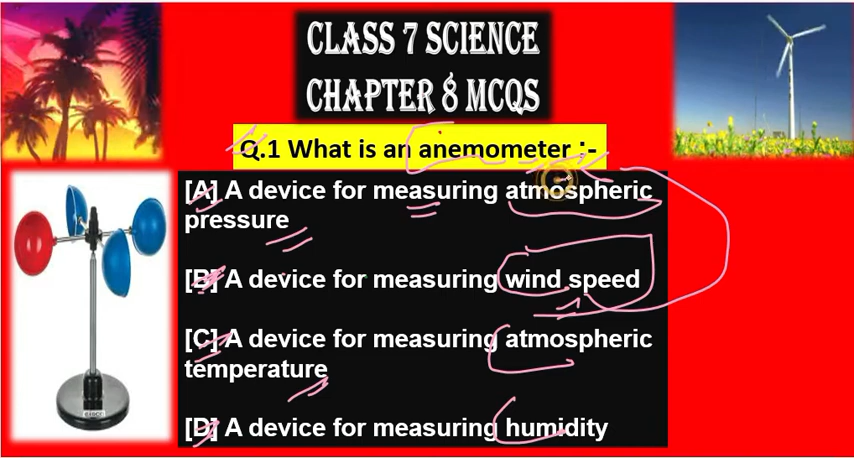 CLASS 7 SCIENCE
CHAPTER 8 MCQS
Q.1 What is an anemometer :-
[A] A device for measuring atmospheric
pressure
[B] A device for measuring wind speed
[C] A device for measuring atmospheric
temperature
[D] A device for measuring humidity